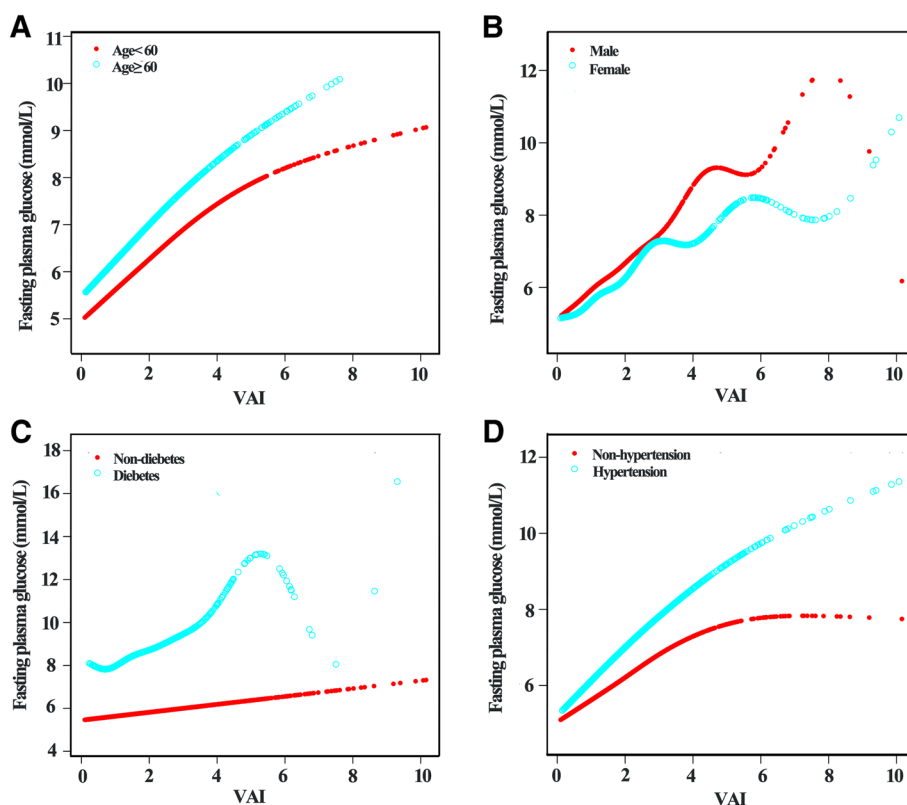 A
Age< 60
Age≥ 60
Fasting plasma glucose (mmol/L)
11
10
9
8
7
6
5
0 2 4 6 8 10
VAI
B
Male
Female
Fasting plasma glucose (mmol/L)
12
10
8
6
0 2 4 6 8 10
VAI
C
Non-diebetes
Diebetes
Fasting plasma glucose (mmol/L)
18
16
14
12
10
8
6
4
0 2 4 6 8 10
VAI
D
Non-hypertension
Hypertension
Fasting plasma glucose (mmol/L)
12
10
8
6
0 2 4 6 8 10
VAI